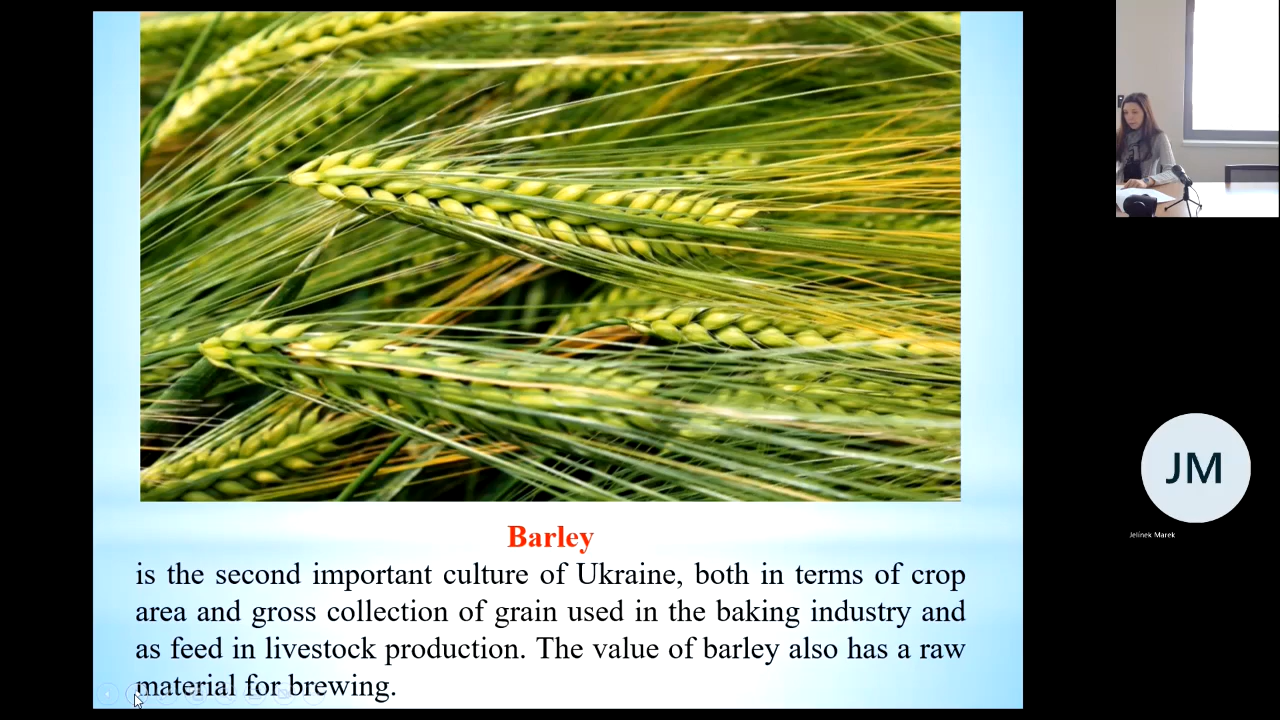 Barley
is the second important culture of Ukraine, both in terms of crop
area and gross collection of grain used in the baking industry and
as feed in livestock production. The value of barley also has a raw
material for brewing.
JM
Jelínek Marek